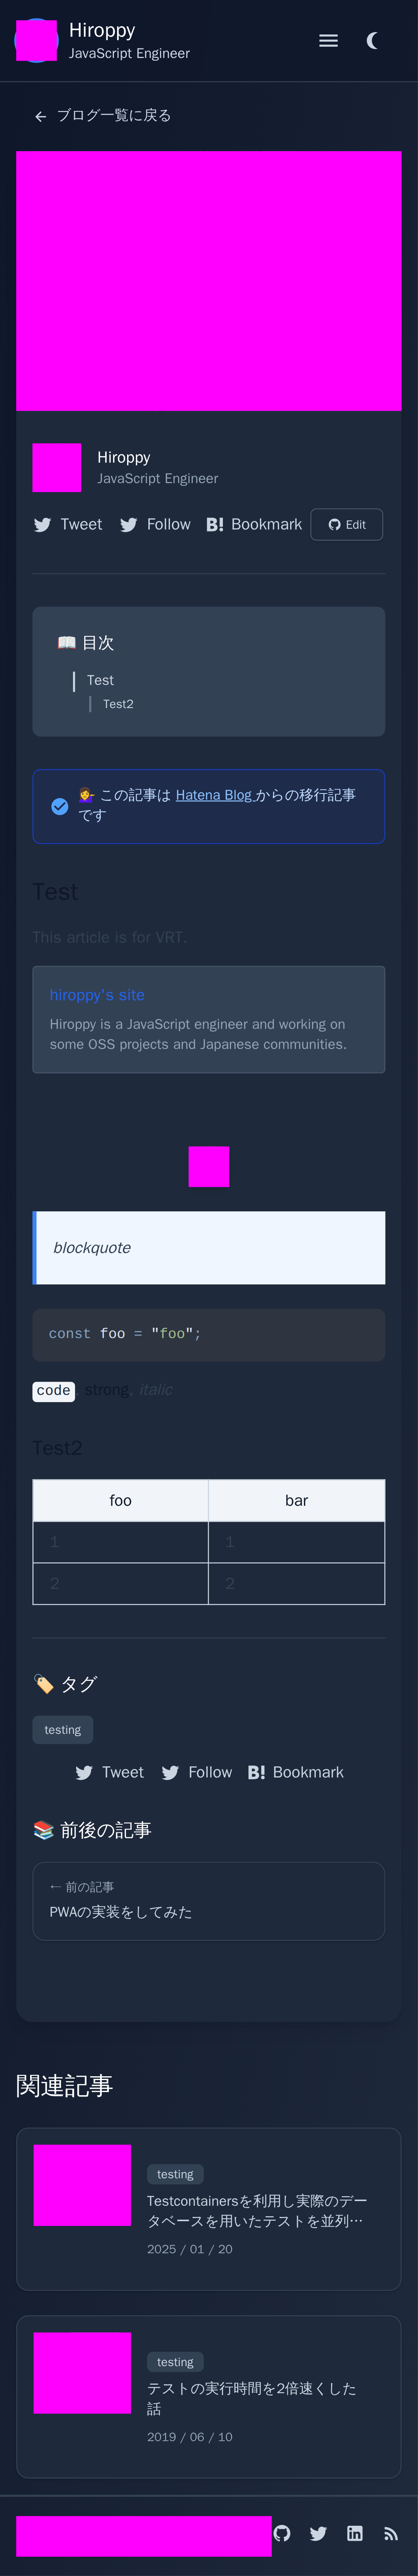 Hiroppy
JavaScript Engineer
← ブログ一覧に戻る
Hiroppy
JavaScript Engineer
Tweet Follow B! Bookmark Edit
📖 目次
Test
Test2
💁‍♀️ この記事は Hatena Blog からの移行記事
です
Test
This article is for VRT.
hiroppy's site
Hiroppy is a JavaScript engineer and working on
some OSS projects and Japanese communities.
blockquote
const foo = "foo";
code, strong, italic
Test2
foo bar
1 1
2 2
🏷️ タグ
testing
Tweet Follow B! Bookmark
📚 前後の記事
← 前の記事
PWAの実装をしてみた
関連記事
testing
Testcontainersを利用し実際のデー
タベースを用いたテストを並列…
2025 / 01 / 20
testing
テストの実行時間を2倍速くした
話
2019 / 06 / 10